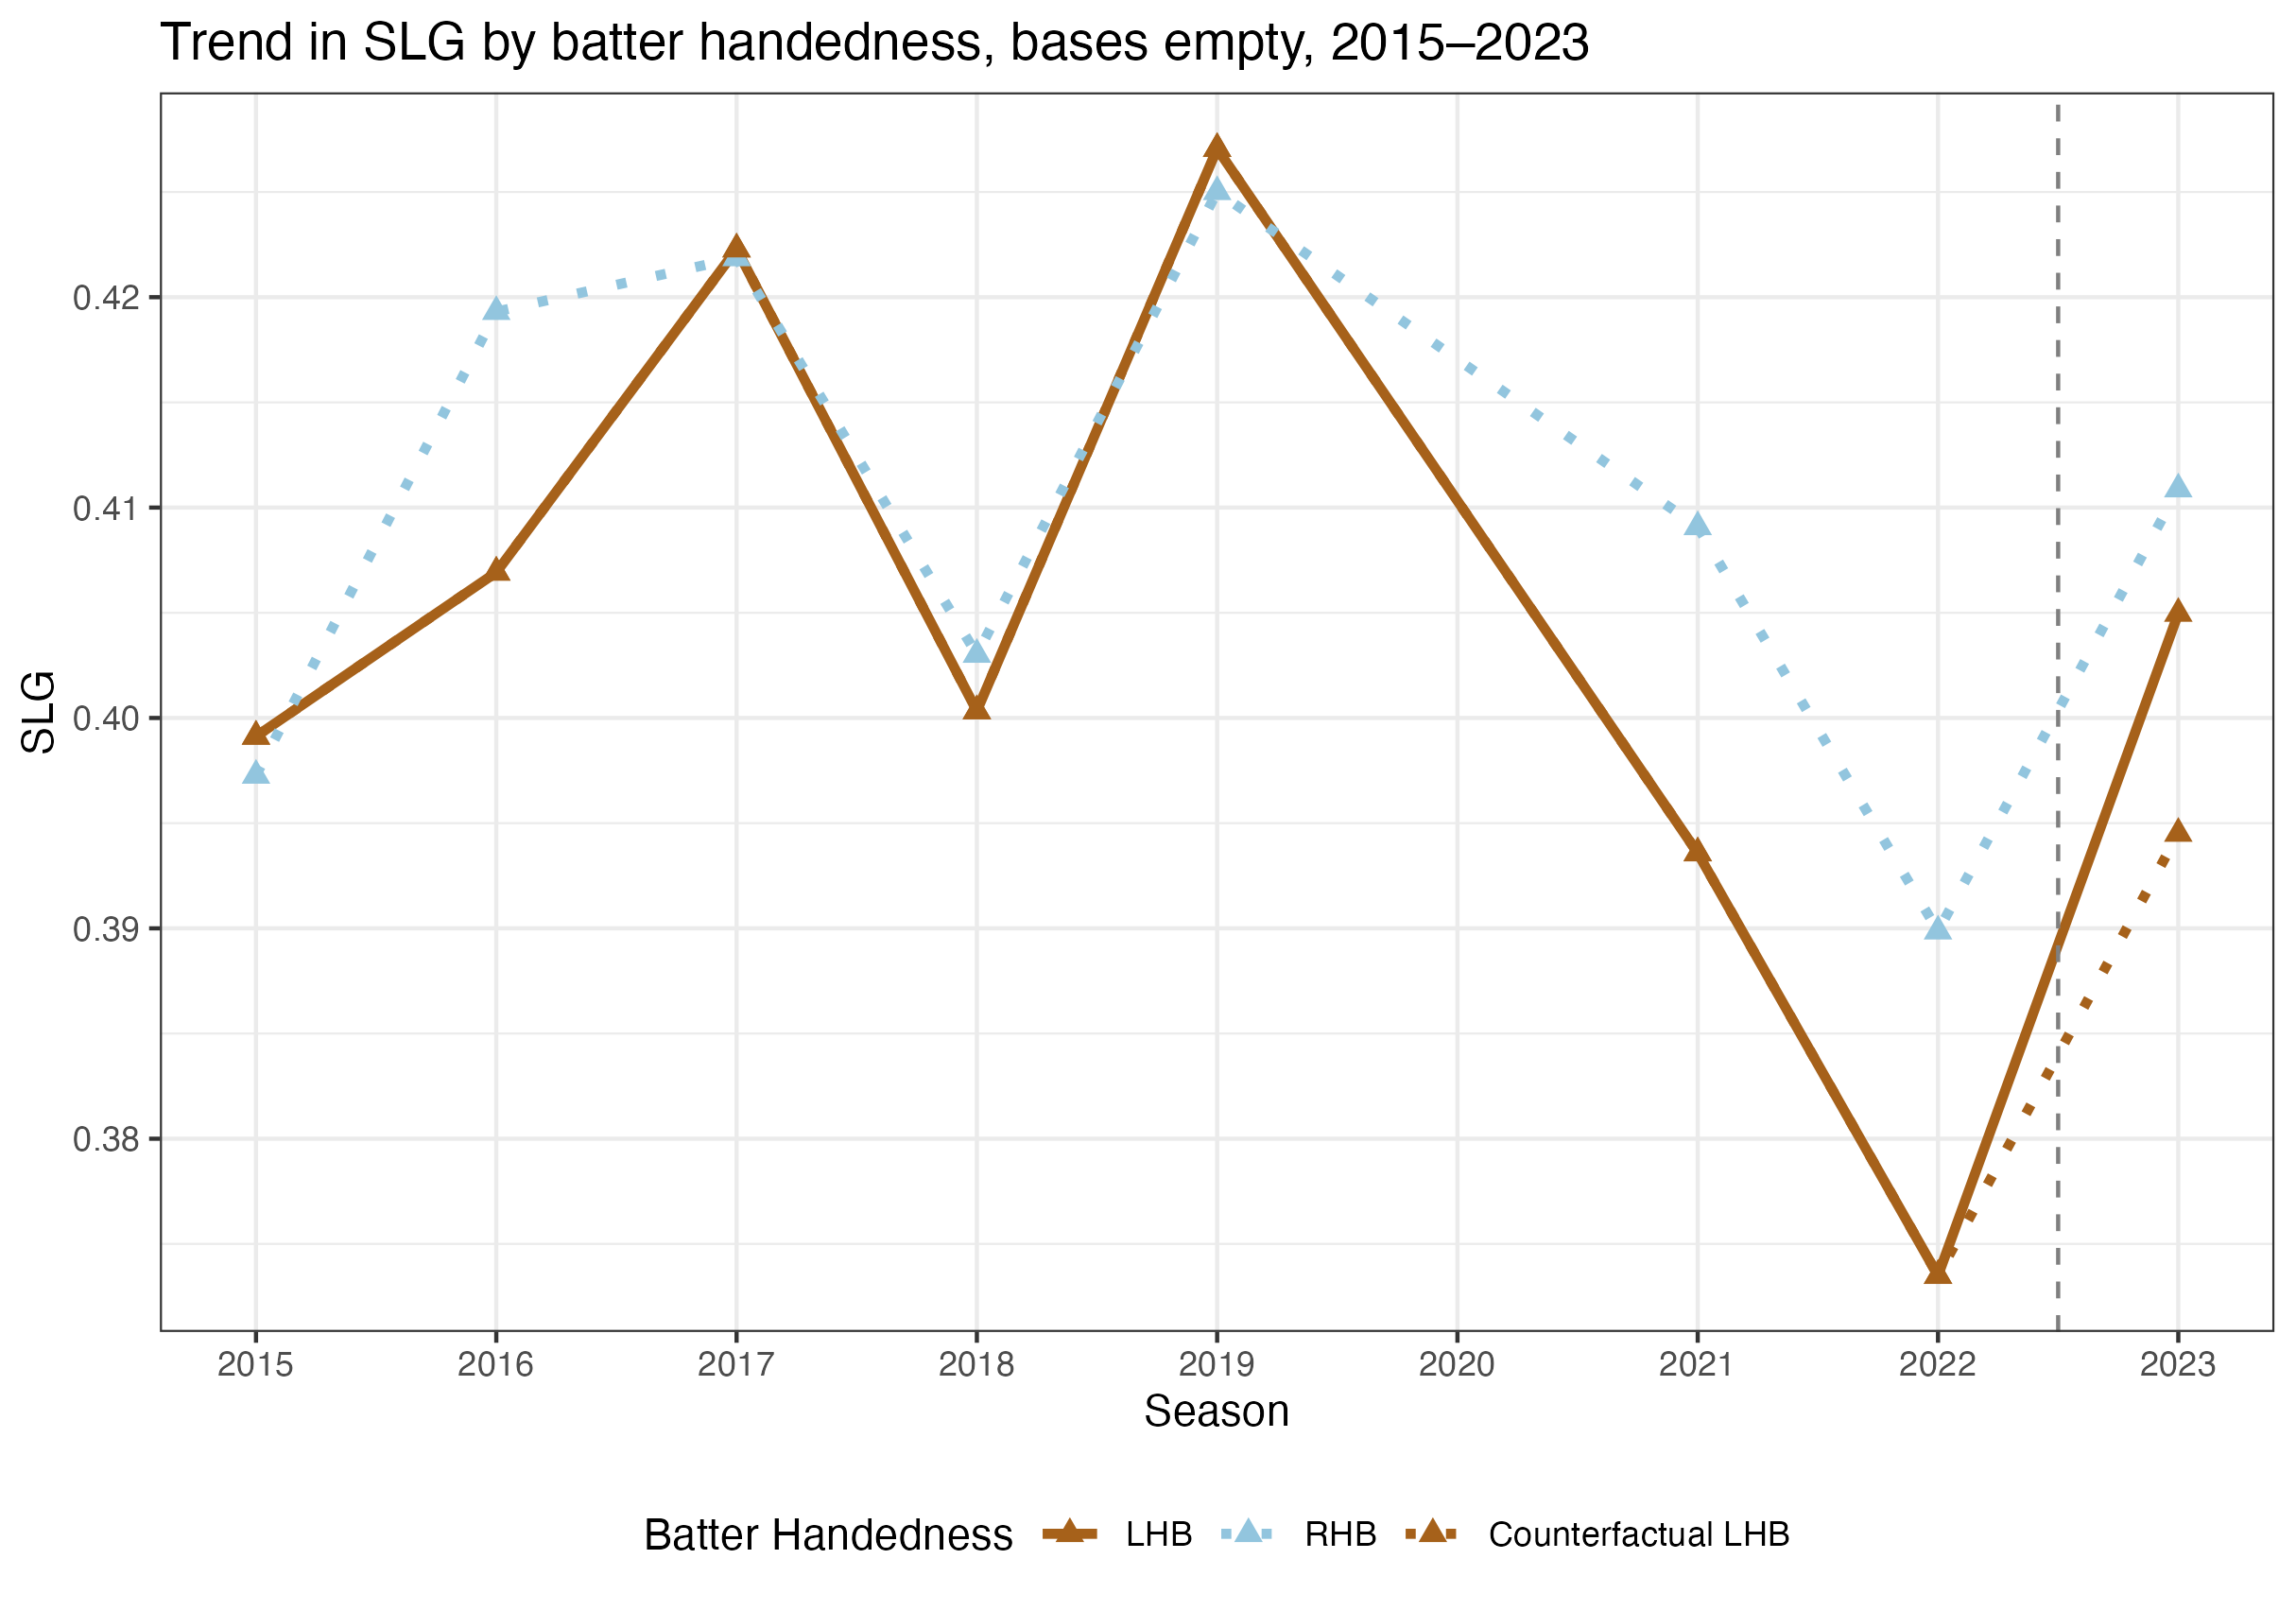 Trend in SLG by batter handedness, bases empty, 2015–2023
SLG
0.42
0.41
0.40
0.39
0.38
2015 2016 2017 2018 2019 2020 2021 2022 2023
Season
Batter Handedness LHB RHB Counterfactual LHB